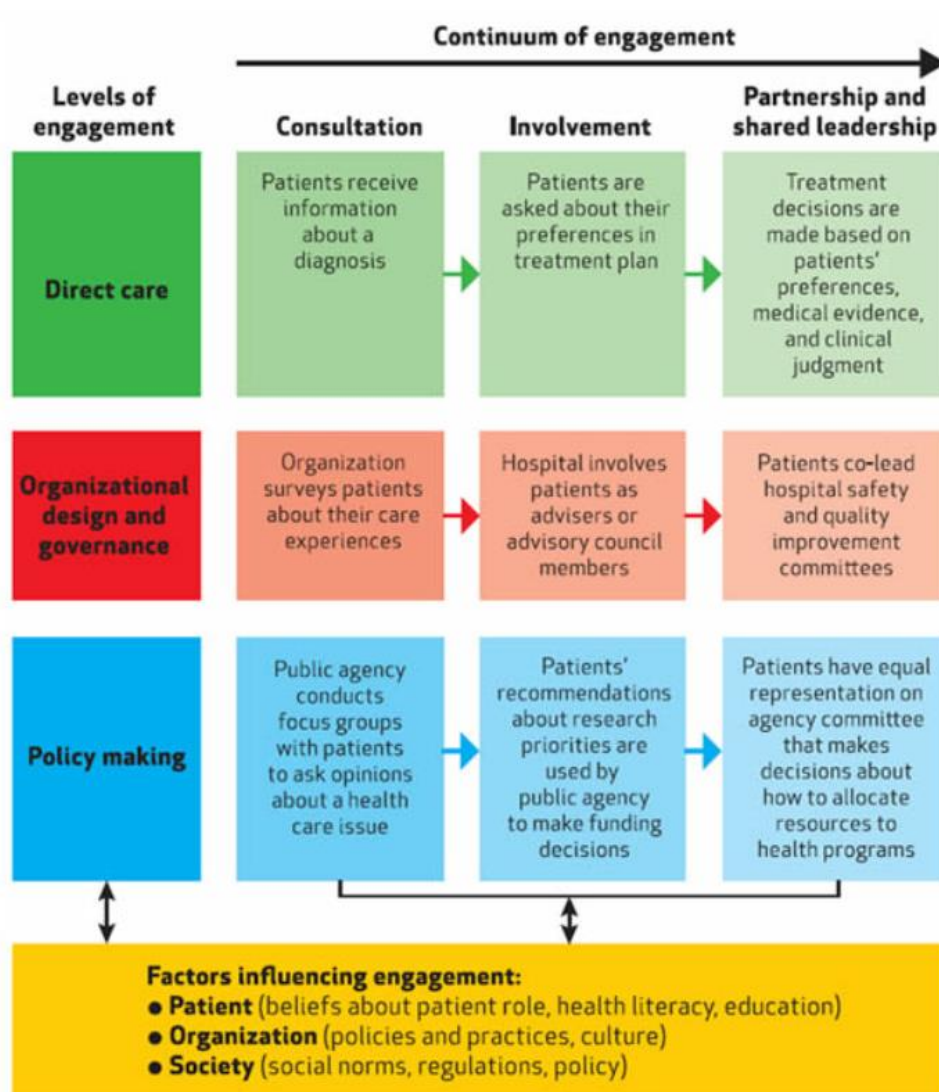 Continuum of engagement
Levels of
engagement
Consultation
Involvement
Partnership and
shared leadership
Direct care
Patients receive
information
about a
diagnosis
Patients are
asked about their
preferences in
treatment plan
Treatment
decisions are
made based on
patients'
preferences,
medical evidence,
and clinical
judgment
Organizational
design and
governance
Organization
surveys patients
about their care
experiences
Hospital involves
patients as
advisers or
advisory council
members
Patients co-lead
hospital safety
and quality
improvement
committees
Policy making
Public agency
conducts
focus groups
with patients
to ask opinions
about a health
care issue
Patients'
recommendations
about research
priorities are
used by
public agency
to make funding
decisions
Patients have equal
representation on
agency committee
that makes
decisions about
how to allocate
resources to
health programs
Factors influencing engagement:
● Patient (beliefs about patient role, health literacy, education)
● Organization (policies and practices, culture)
● Society (social norms, regulations, policy)